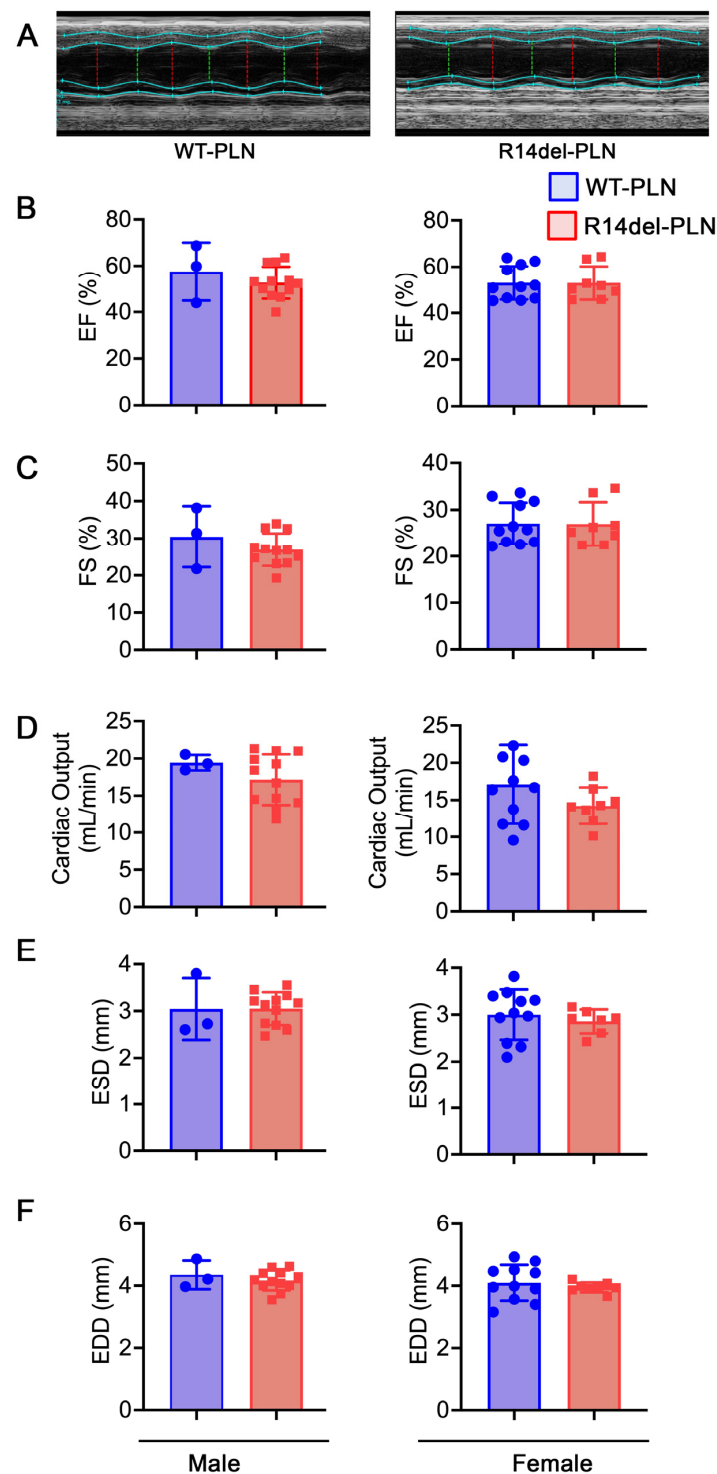 A
WT-PLN
R14del-PLN
WT-PLN
R14del-PLN
B
EF (%)
80
60
40
20
0
EF (%)
80
60
40
20
0
C
FS (%)
50
40
30
20
10
0
FS (%)
40
30
20
10
0
D
Cardiac Output
(mL/min)
25
20
15
10
5
0
Cardiac Output
(mL/min)
25
20
15
10
5
0
E
ESD (mm)
4
3
2
1
0
ESD (mm)
4
3
2
1
0
F
EDD (mm)
6
4
2
0
EDD (mm)
6
4
2
0
Male
Female